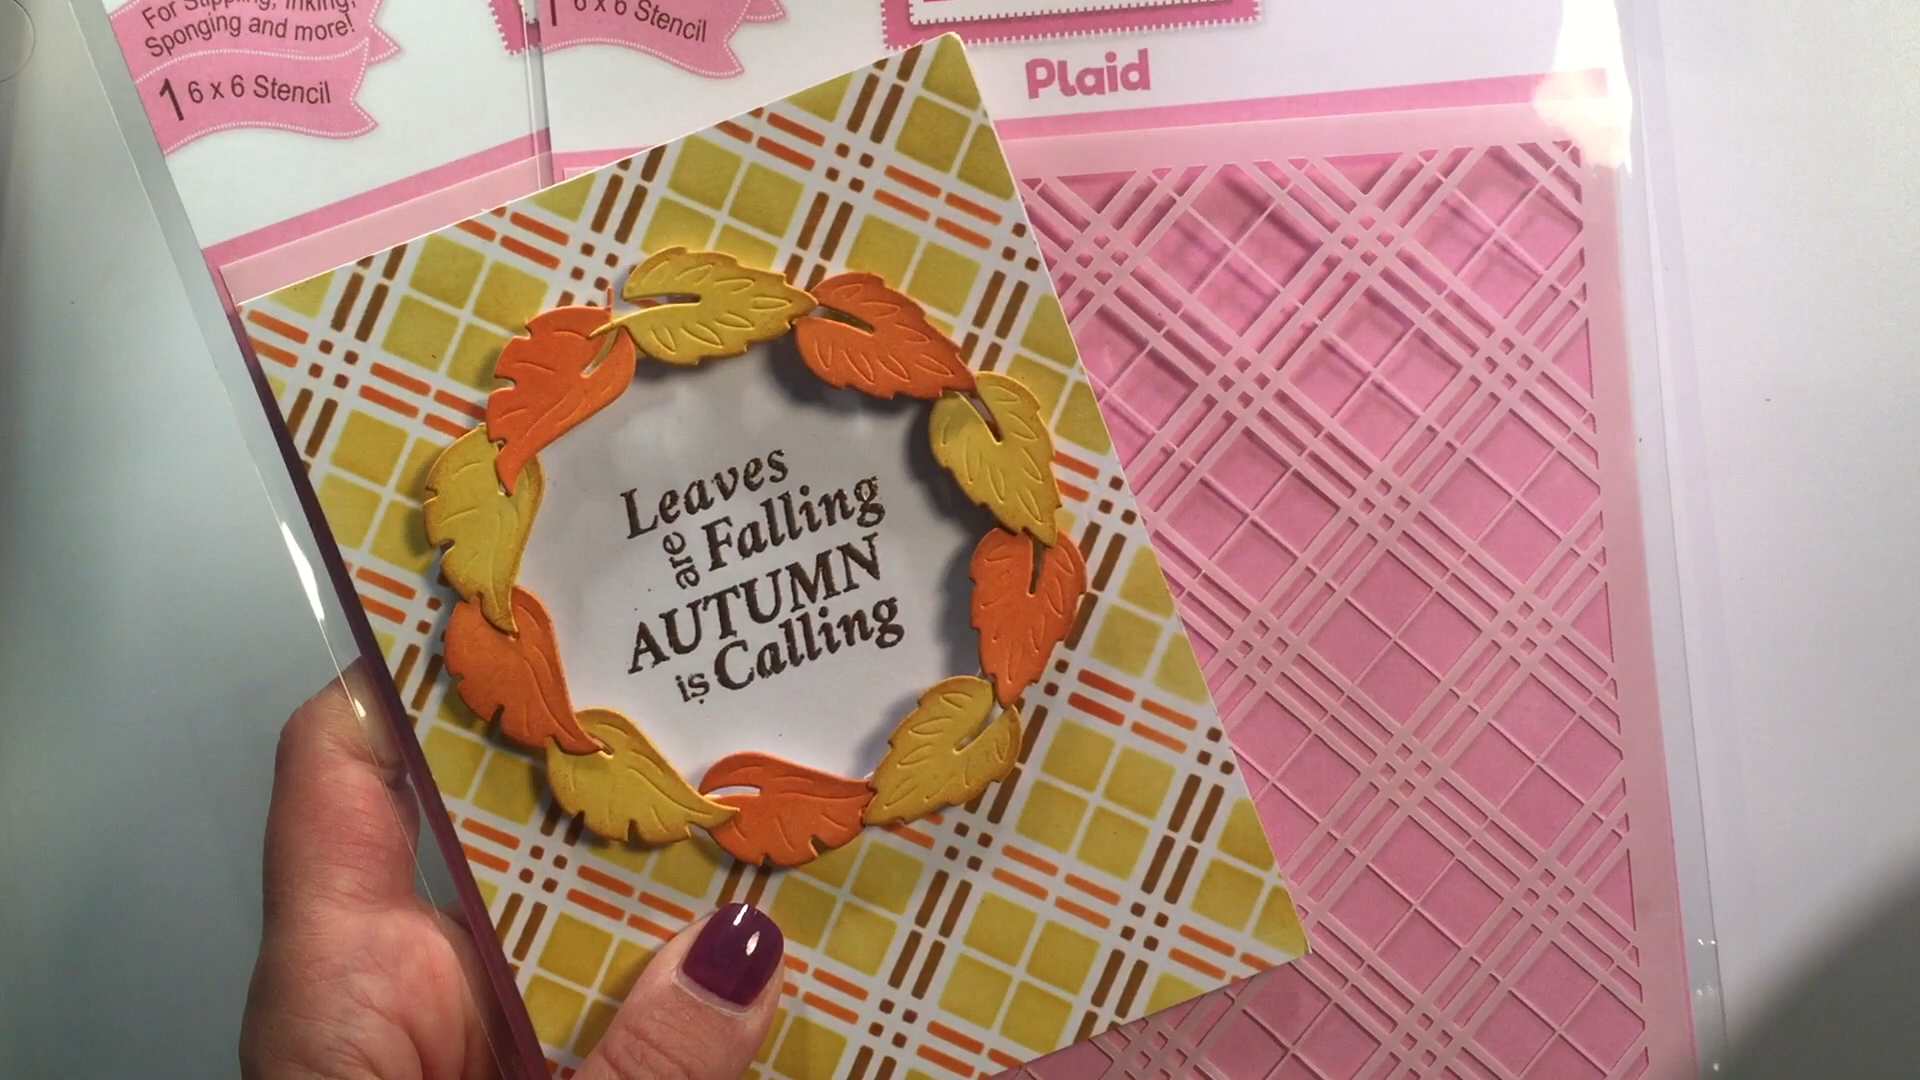 For Stippling, Inking,
Sponging and more!
1 6 x 6 Stencil
1 6 x 6 Stencil
Plaid
Leaves
are Falling
AUTUMN
is Calling